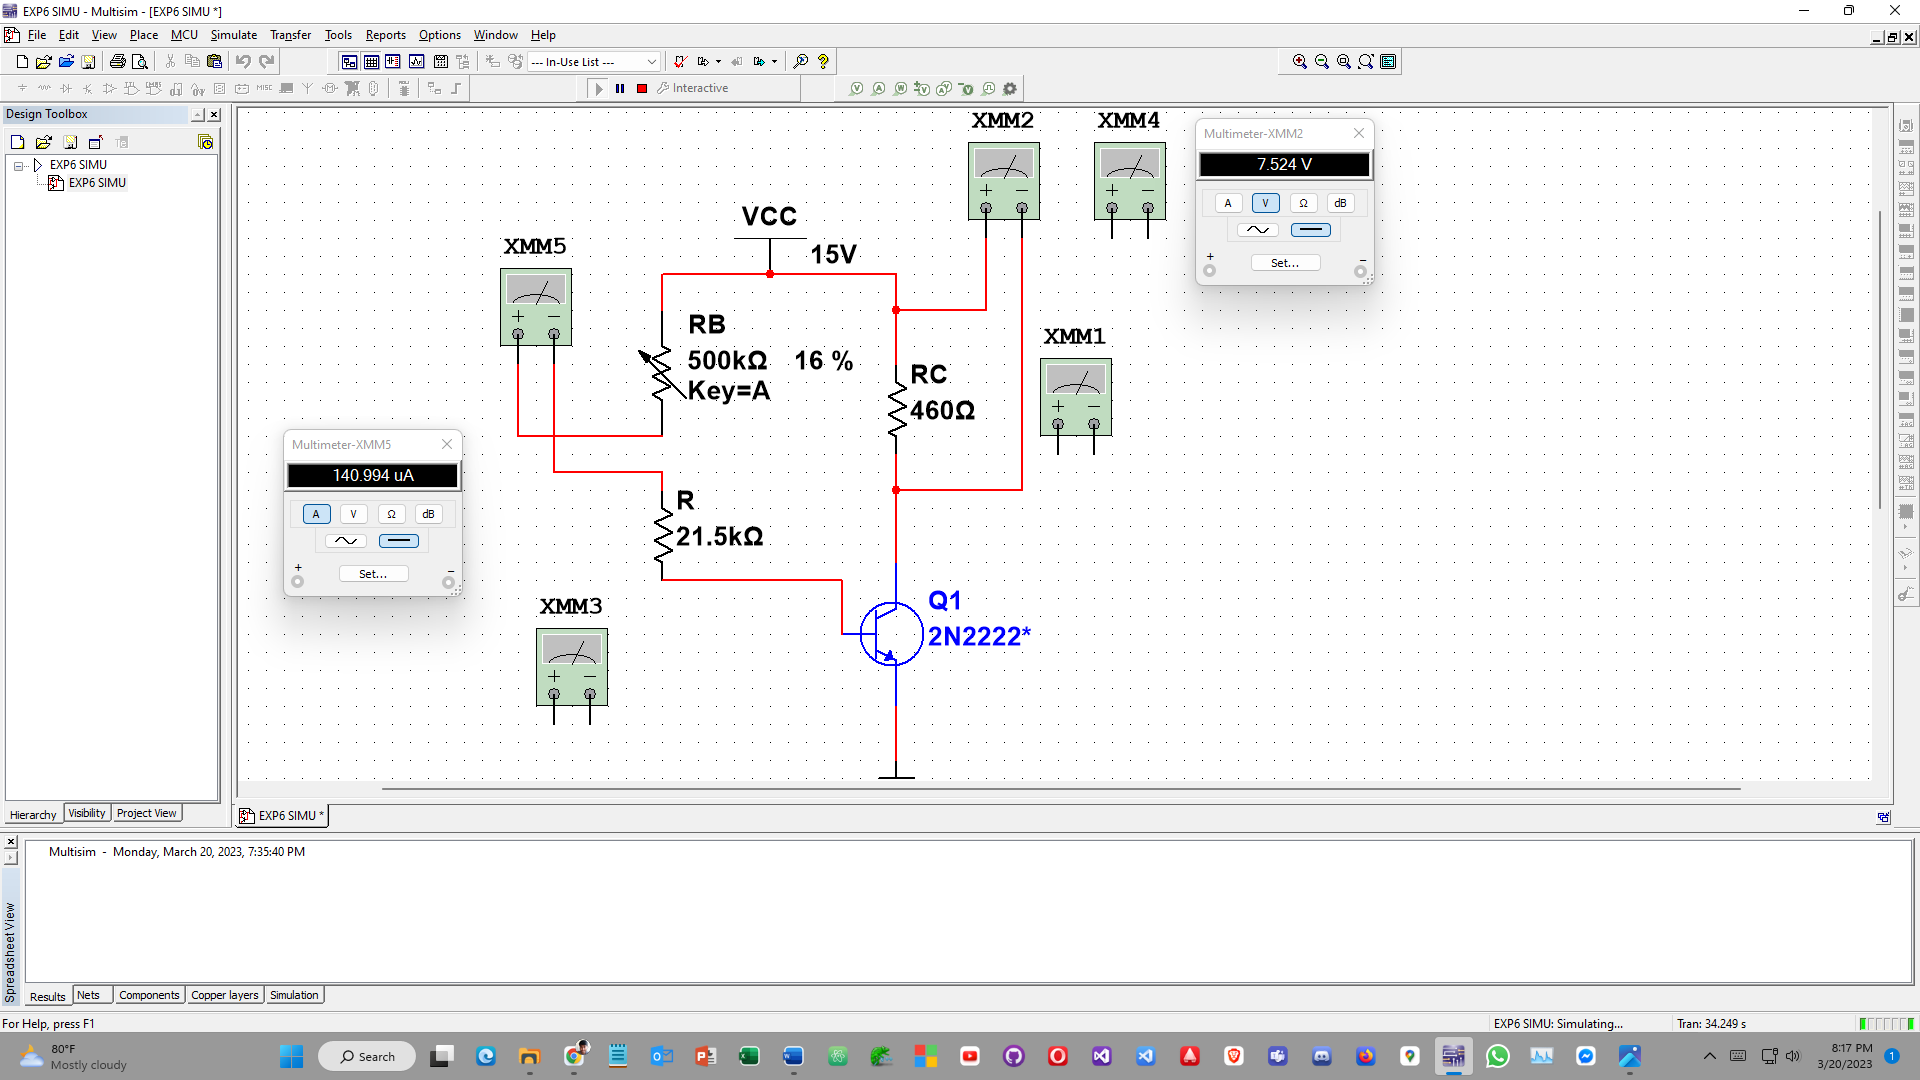 EXP6 SIMU - Multisim - [EXP6 SIMU *]
File Edit View Place MCU Simulate Transfer Tools Reports Options Window Help
--- In-Use List ---
Interactive
Design Toolbox
EXP6 SIMU
EXP6 SIMU
Hierarchy Visibility Project View
XMM2
XMM4
Multimeter-XMM2
7.524 V
A V Ω dB
+ Set... −
VCC
15V
XMM5
+ −
RB
500kΩ 16 %
Key=A
RC
460Ω
XMM1
+ −
Multimeter-XMM5
140.994 uA
A V Ω dB
+ Set... −
R
21.5kΩ
XMM3
+ −
Q1
2N2222*
EXP6 SIMU *
Multisim - Monday, March 20, 2023, 7:35:40 PM
Spreadsheet View
Results Nets Components Copper layers Simulation
For Help, press F1
EXP6 SIMU: Simulating...
Tran: 34.249 s
80°F
Mostly cloudy
Search
8:17 PM
3/20/2023
1